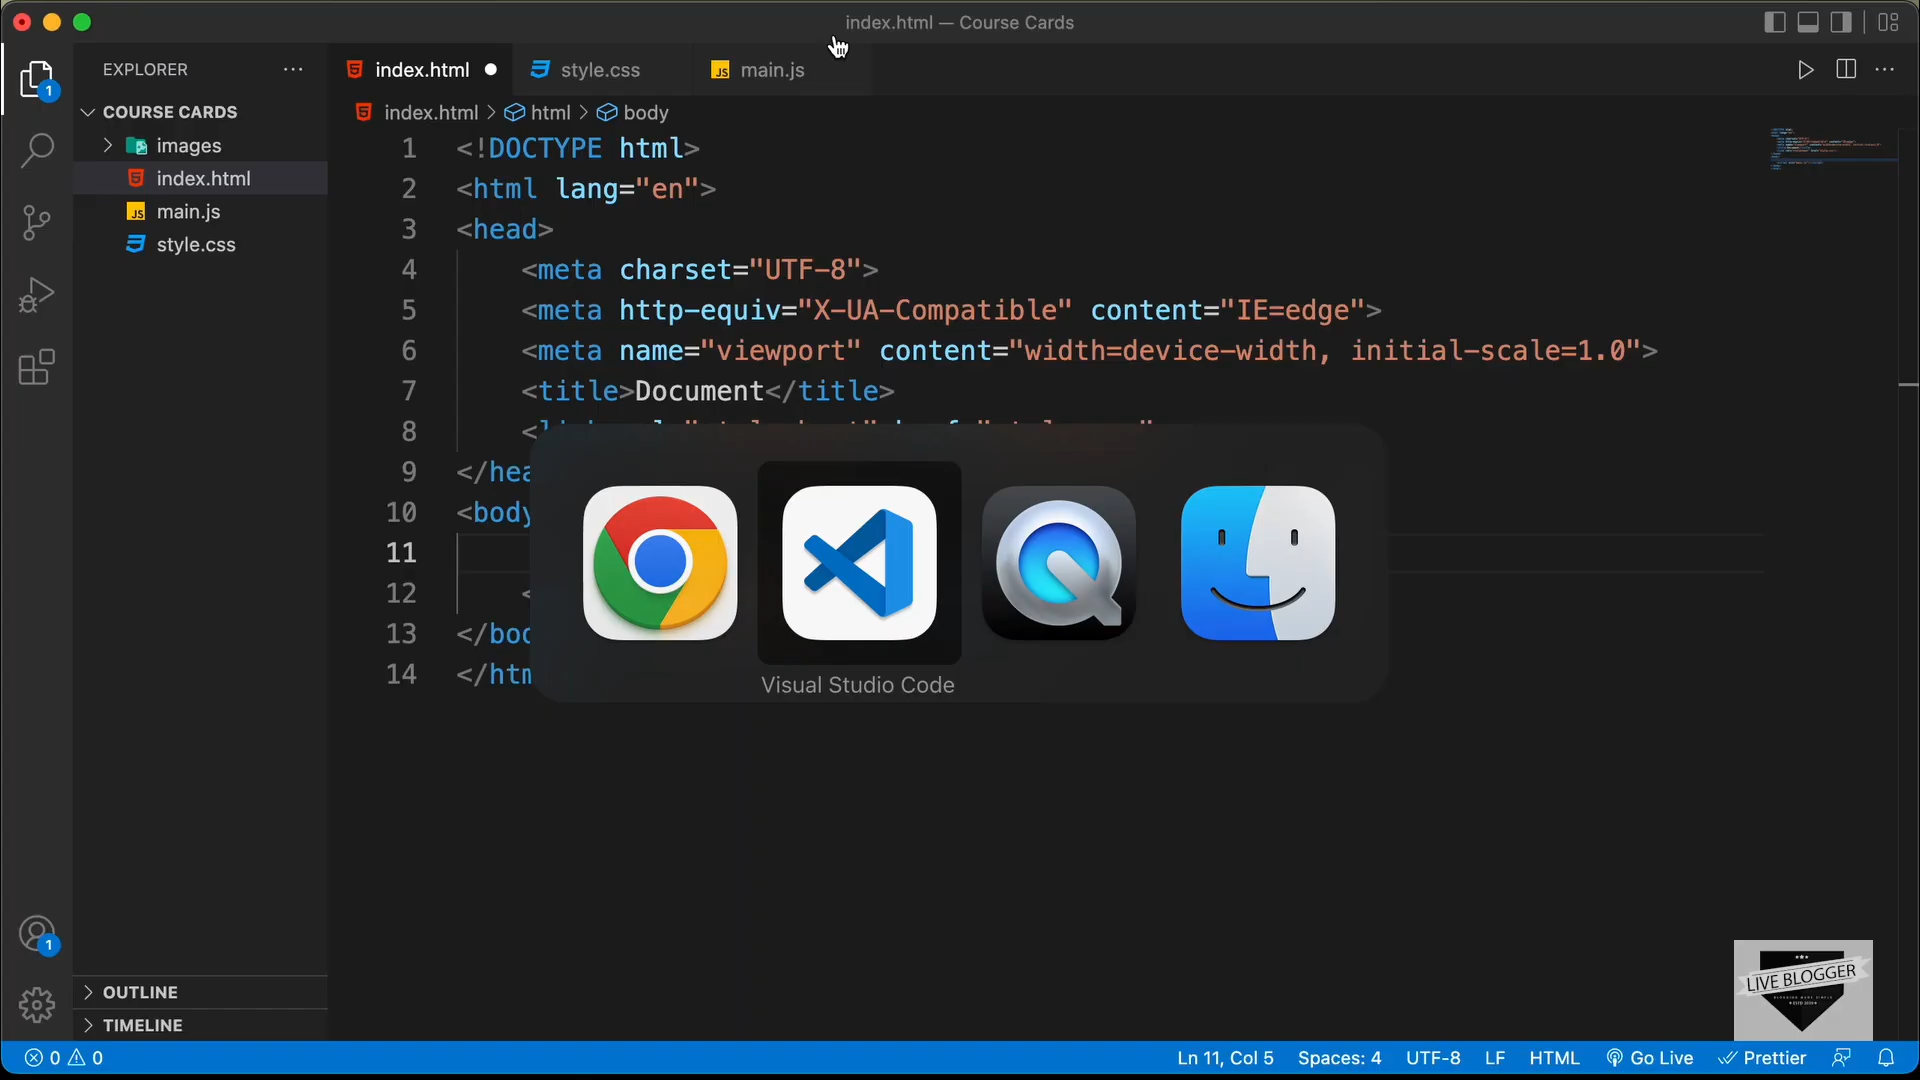 index.html — Course Cards
EXPLORER
index.html
style.css
JS main.js
1
COURSE CARDS
index.html > html > body
images
index.html
JS main.js
style.css
1 <!DOCTYPE html>
2 <html lang="en">
3 <head>
4 <meta charset="UTF-8">
5 <meta http-equiv="X-UA-Compatible" content="IE=edge">
6 <meta name="viewport" content="width=device-width, initial-scale=1.0">
7 <title>Document</title>
8 <
9 </hea
10 <body
11
12 <
13 </bod
14 </htm
Visual Studio Code
1
OUTLINE
TIMELINE
LIVE BLOGGER
0 0
Ln 11, Col 5
Spaces: 4
UTF-8
LF
HTML
Go Live
Prettier